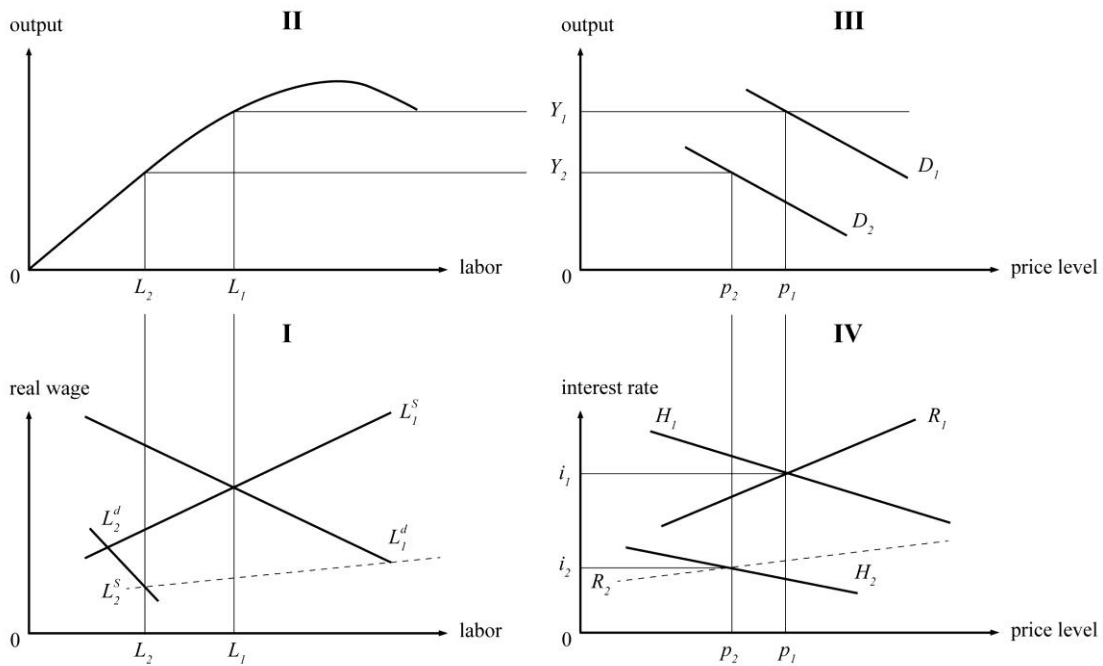 II
output
Y₁
Y₂
0
L₂
L₁
labor
III
output
D₁
D₂
0
p₂
p₁
price level
I
real wage
L₁ˢ
L₂ᵈ
L₁ᵈ
L₂ˢ
0
L₂
L₁
labor
IV
interest rate
H₁
R₁
i₁
i₂
R₂
H₂
0
p₂
p₁
price level